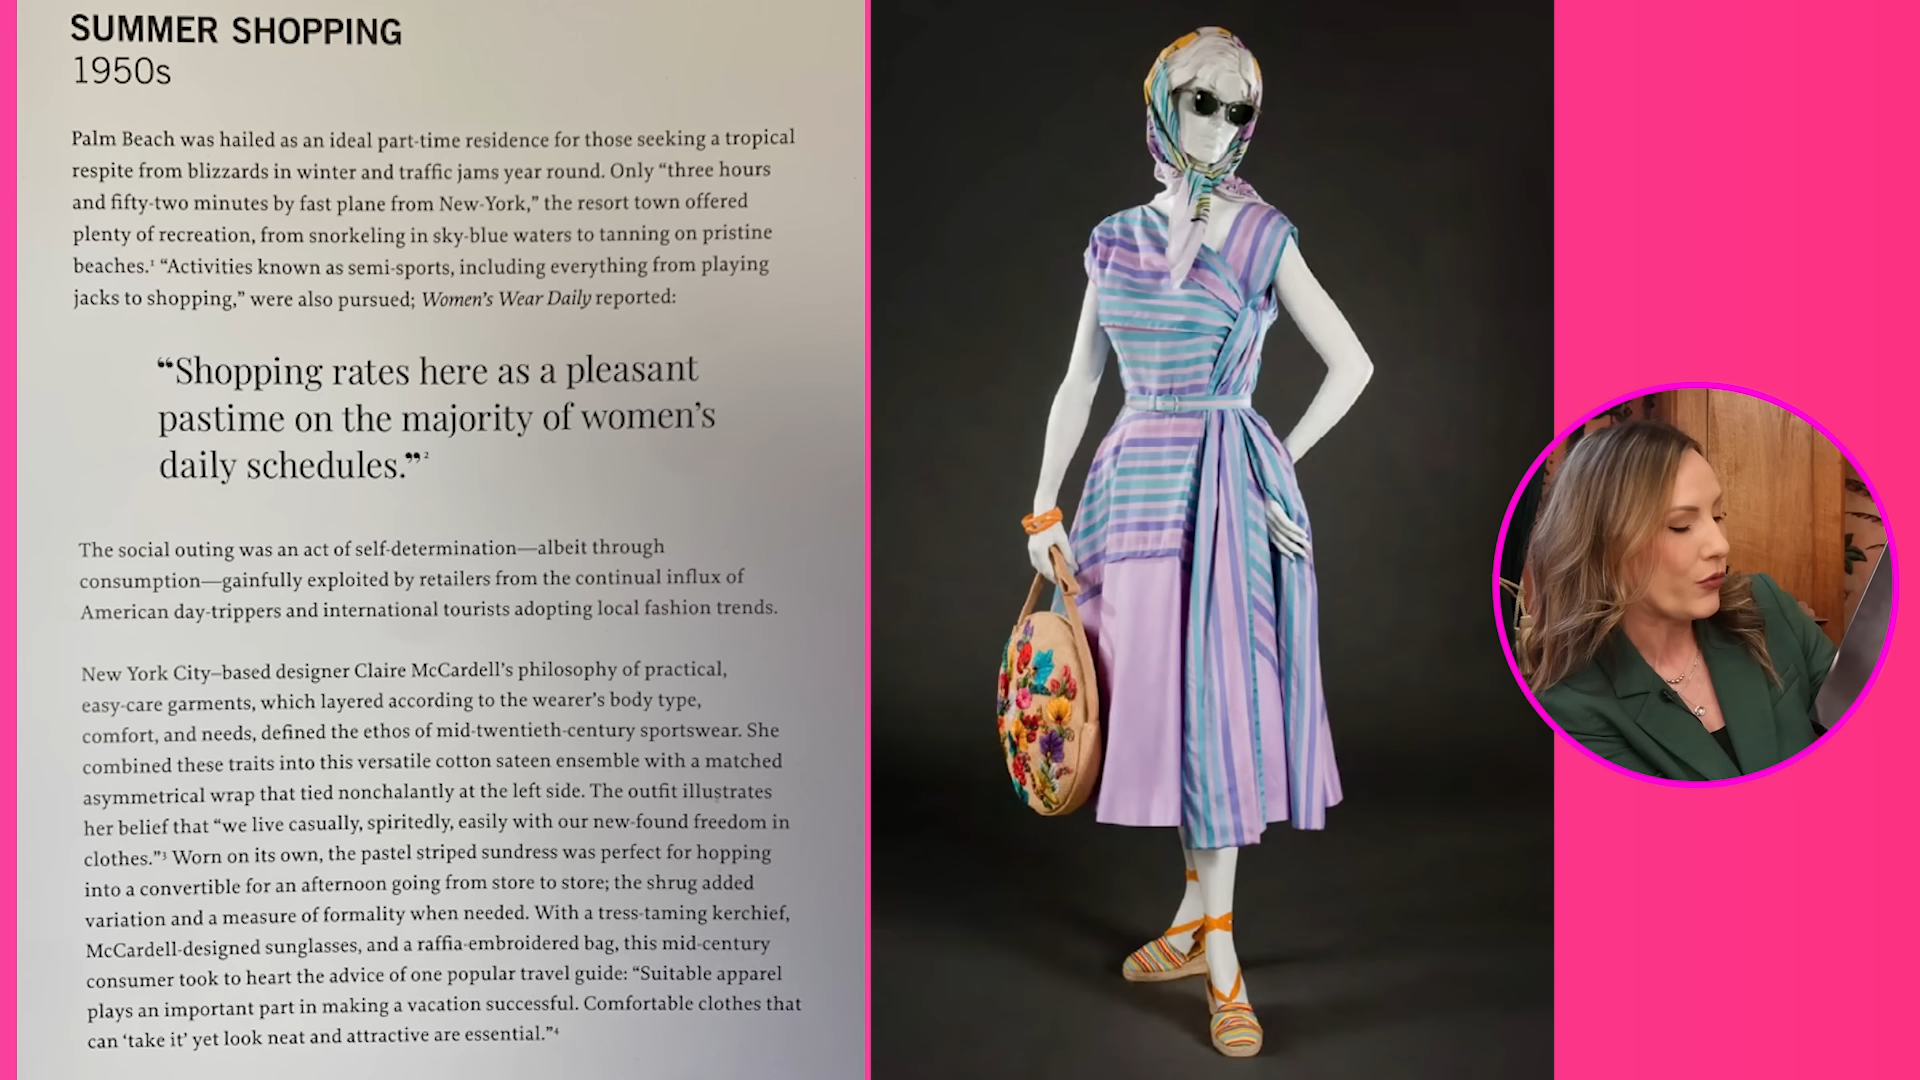 SUMMER SHOPPING
1950s
Palm Beach was hailed as an ideal part-time residence for those seeking a tropical
respite from blizzards in winter and traffic jams year round. Only “three hours
and fifty-two minutes by fast plane from New-York,” the resort town offered
plenty of recreation, from snorkeling in sky-blue waters to tanning on pristine
beaches.¹ “Activities known as semi-sports, including everything from playing
jacks to shopping,” were also pursued; Women’s Wear Daily reported:
“Shopping rates here as a pleasant
pastime on the majority of women’s
daily schedules.”²
The social outing was an act of self-determination—albeit through
consumption—gainfully exploited by retailers from the continual influx of
American day-trippers and international tourists adopting local fashion trends.
New York City–based designer Claire McCardell’s philosophy of practical,
easy-care garments, which layered according to the wearer’s body type,
comfort, and needs, defined the ethos of mid-twentieth-century sportswear. She
combined these traits into this versatile cotton sateen ensemble with a matched
asymmetrical wrap that tied nonchalantly at the left side. The outfit illustrates
her belief that “we live casually, spiritedly, easily with our new-found freedom in
clothes.”³ Worn on its own, the pastel striped sundress was perfect for hopping
into a convertible for an afternoon going from store to store; the shrug added
variation and a measure of formality when needed. With a tress-taming kerchief,
McCardell-designed sunglasses, and a raffia-embroidered bag, this mid-century
consumer took to heart the advice of one popular travel guide: “Suitable apparel
plays an important part in making a vacation successful. Comfortable clothes that
can ‘take it’ yet look neat and attractive are essential.”⁴